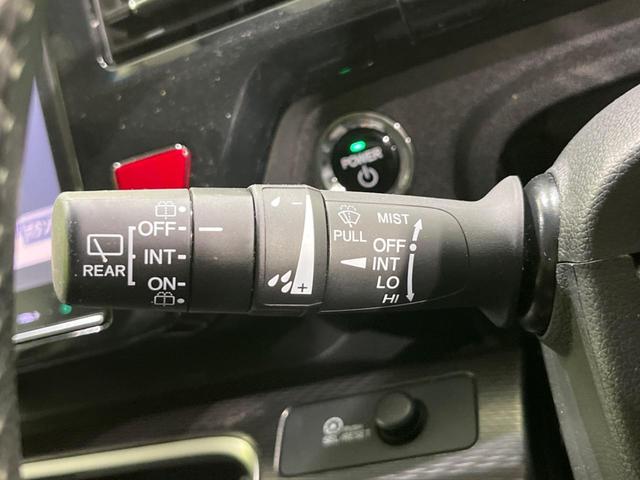 POWER
REAR
OFF
INT
ON
- 
+
PULL
MIST
OFF
INT
LO
HI